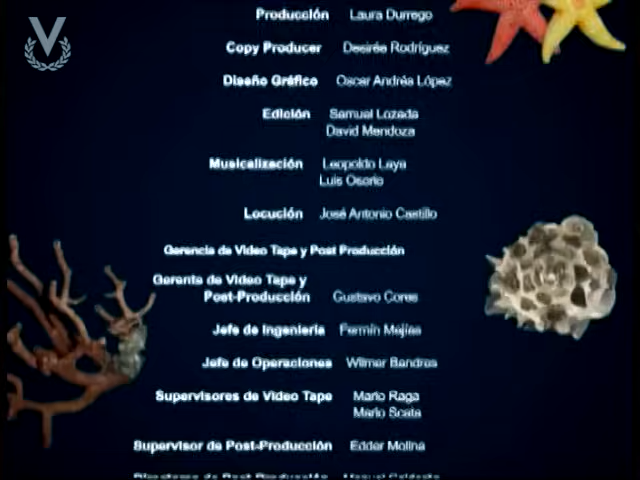 Producción Laura Durrego
Copy Producer Desirée Rodríguez
Diseño Gráfico Oscar Andrés López
Edición Samuel Lozada
David Mendoza
Musicalización Leopoldo Laya
Luis Osorio
Locución José Antonio Castillo
Gerencia de Video Tape y Post Producción
Gerente de Video Tape y
Post-Producción Gustavo Cores
Jefe de Ingeniería Fermín Mejías
Jefe de Operaciones Wilmer Bandres
Supervisores de Video Tape Mario Raga
Mario Scata
Supervisor de Post-Producción Edder Molina